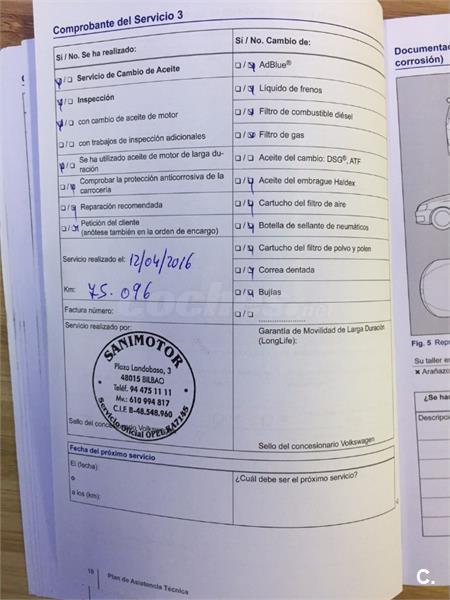 Comprobante del Servicio 3
Sí / No. Se ha realizado:
☑ / ☐ Servicio de Cambio de Aceite
☑ / ☐ Inspección
☑ / ☐ con cambio de aceite de motor
☐ / ☐ con trabajos de inspección adicionales
☑ / ☐ Se ha utilizado aceite de motor de larga du-
ración
☐ / ☑ Comprobar la protección anticorrosiva de la
carrocería
☐ / ☑ Reparación recomendada
☐ / ☑ Petición del cliente
(anótese también en la orden de encargo)
Servicio realizado el: 12/04/2016
Km: 75.096
Factura número:
Servicio realizado por:
SANIMOTOR
Plaza Landabaso, 3
48015 BILBAO
Teléf. 94 475 11 11
Mv.: 610 994 817
C.I.F. B-48.548.960
Servicio Oficial OPEL
Sello del concesionario Volkswagen
Sí / No. Cambio de:
☐ / ☑ AdBlue®
☐ / ☑ Líquido de frenos
☐ / ☑ Filtro de combustible diésel
☐ / ☑ Filtro de gas
☐ / ☐ Aceite del cambio: DSG®, ATF
☐ / ☑ Aceite del embrague Haldex
☐ / ☑ Cartucho del filtro de aire
☐ / ☑ Botella de sellante de neumáticos
☐ / ☑ Cartucho del filtro de polvo y polen
☐ / ☑ Correa dentada
☐ / ☑ Bujías
☐ / ☐ ....................
Garantía de Movilidad de Larga Duración
(LongLife):
Sello del concesionario Volkswagen
Fecha del próximo servicio
El (fecha):
o
a los (km):
¿Cuál debe ser el próximo servicio?
Plan de Asistencia Técnica
Documentac
corrosión)
Fig. 5 Repr
Su taller es
× Arañazo
¿Se hac
Descripció
coches.net
C.